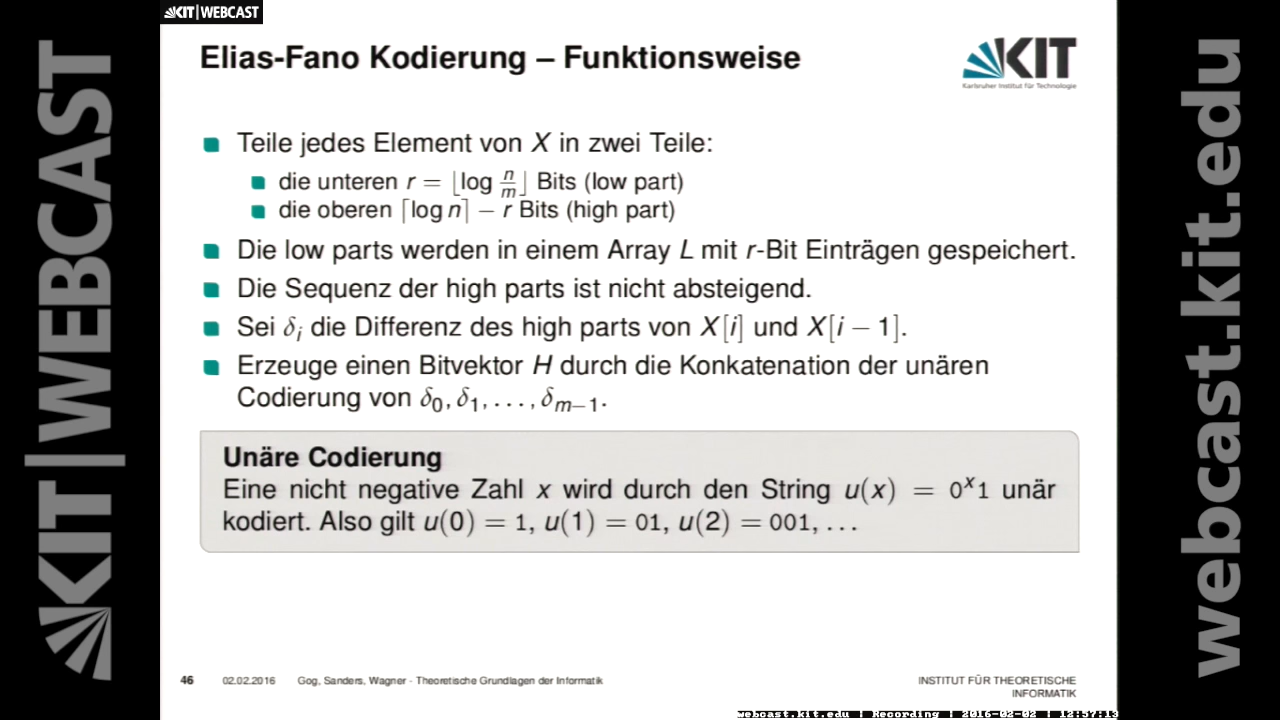 KIT|WEBCAST
KIT|WEBCAST
Elias-Fano Kodierung – Funktionsweise
KIT
Karlsruher Institut für Technologie
Teile jedes Element von X in zwei Teile:
die unteren r = ⌊log n/m⌋ Bits (low part)
die oberen ⌈log n⌉ − r Bits (high part)
Die low parts werden in einem Array L mit r-Bit Einträgen gespeichert.
Die Sequenz der high parts ist nicht absteigend.
Sei δᵢ die Differenz des high parts von X[i] und X[i − 1].
Erzeuge einen Bitvektor H durch die Konkatenation der unären
Codierung von δ₀, δ₁, . . . , δₘ₋₁.
Unäre Codierung
Eine nicht negative Zahl x wird durch den String u(x) = 0ˣ1 unär
kodiert. Also gilt u(0) = 1, u(1) = 01, u(2) = 001, . . .
46 02.02.2016 Gog, Sanders, Wagner - Theoretische Grundlagen der Informatik
INSTITUT FÜR THEORETISCHE
INFORMATIK
webcast.kit.edu | Recording | 2016-02-02 | 12:57:13
webcast.kit.edu